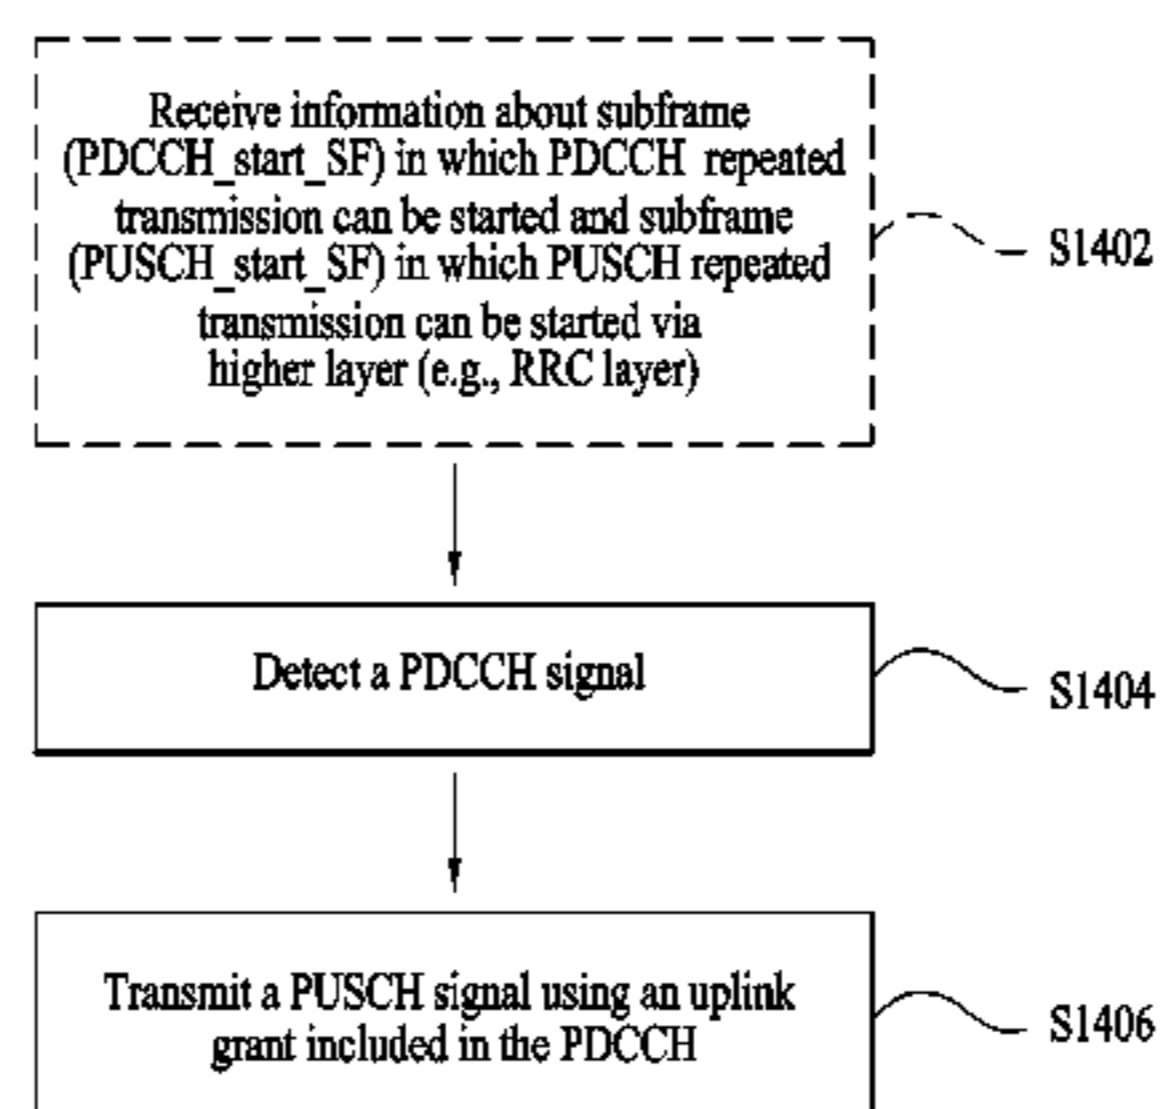 Receive information about subframe
(PDCCH_start_SF) in which PDCCH repeated
transmission can be started and subframe
(PUSCH_start_SF) in which PUSCH repeated
transmission can be started via
higher layer (e.g., RRC layer)
S1402
Detect a PDCCH signal
S1404
Transmit a PUSCH signal using an uplink
grant included in the PDCCH
S1406